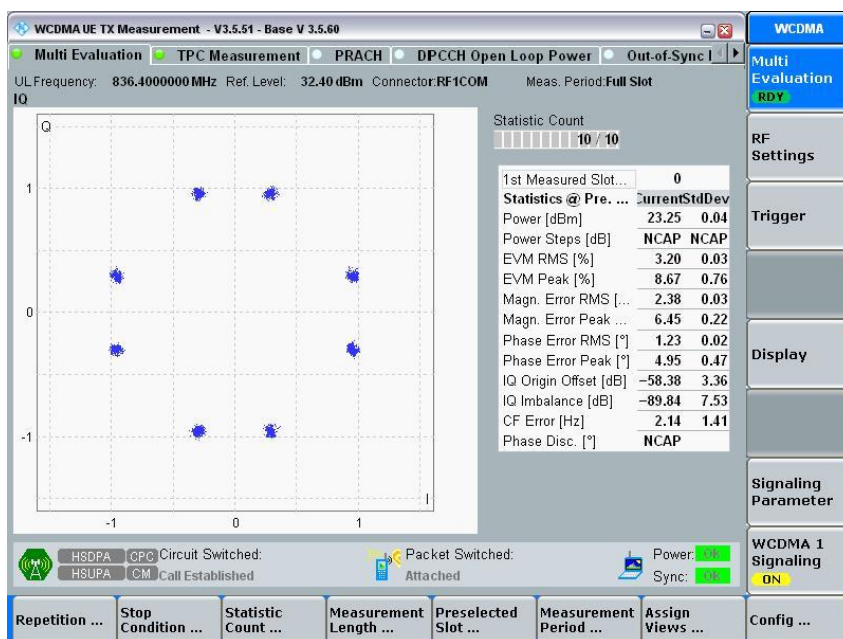 WCDMA UE TX Measurement - V3.5.51 - Base V 3.5.60
WCDMA
Multi Evaluation TPC Measurement PRACH DPCCH Open Loop Power Out-of-Sync
UL Frequency: 836.4000000 MHz Ref. Level: 32.40 dBm Connector:RF1COM Meas. Period:Full Slot
IQ
Multi
Evaluation
RDY
RF
Settings
Trigger
Display
Signaling
Parameter
WCDMA 1
Signaling
ON
Config ...
Q
1
0
-1
I
-1 0 1
Statistic Count
10 / 10
1st Measured Slot... 0
Statistics @ Pre. ... Current StdDev
Power [dBm] 23.25 0.04
Power Steps [dB] NCAP NCAP
EVM RMS [%] 3.20 0.03
EVM Peak [%] 8.67 0.76
Magn. Error RMS [... 2.38 0.03
Magn. Error Peak ... 6.45 0.22
Phase Error RMS [°] 1.23 0.02
Phase Error Peak [°] 4.95 0.47
IQ Origin Offset [dB] −58.38 3.36
IQ Imbalance [dB] −89.84 7.53
CF Error [Hz] 2.14 1.41
Phase Disc. [°] NCAP
HSDPA CPC Circuit Switched: Packet Switched: Power: OK
HSUPA CM Call Established Attached Sync: OK
Repetition ...
Stop
Condition ...
Statistic
Count ...
Measurement
Length ...
Preselected
Slot ...
Measurement
Period ...
Assign
Views ...